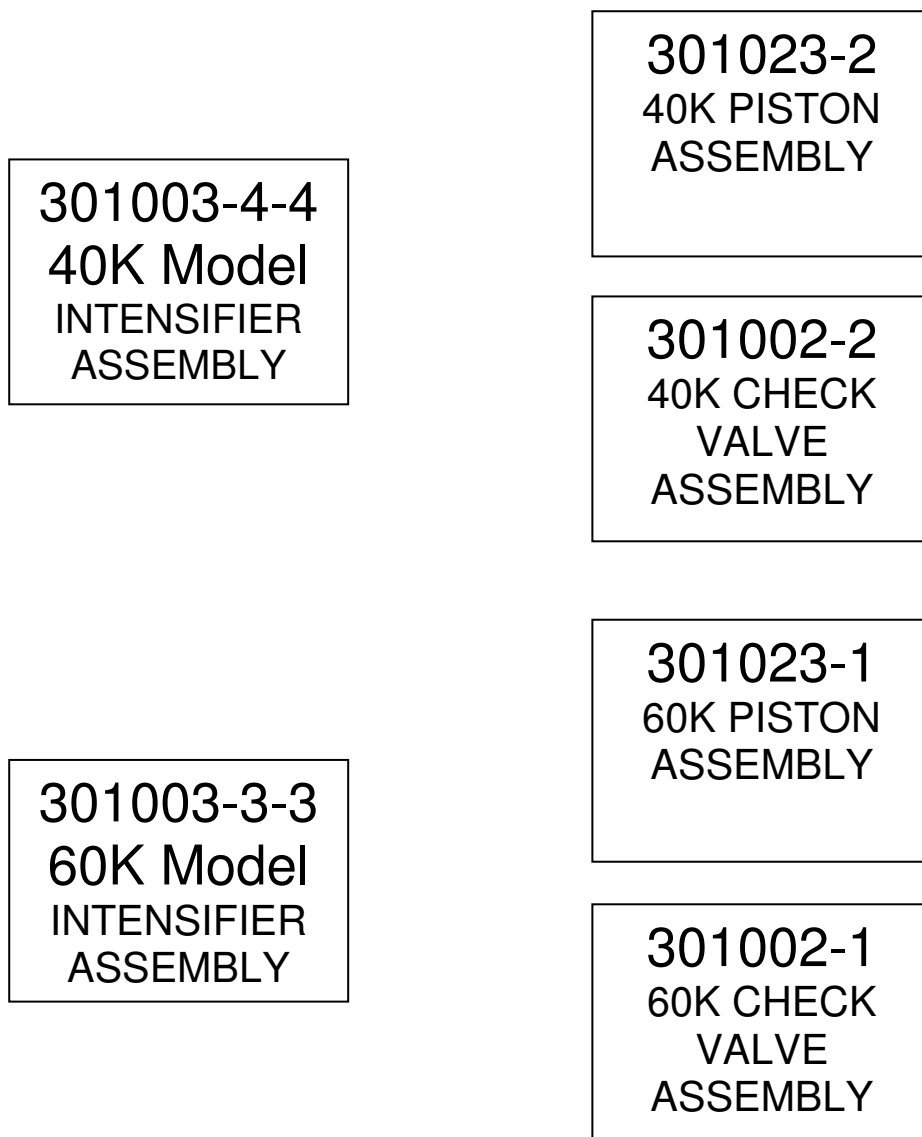 301003-4-4
40K Model
INTENSIFIER
ASSEMBLY
301023-2
40K PISTON
ASSEMBLY
301002-2
40K CHECK
VALVE
ASSEMBLY
301003-3-3
60K Model
INTENSIFIER
ASSEMBLY
301023-1
60K PISTON
ASSEMBLY
301002-1
60K CHECK
VALVE
ASSEMBLY